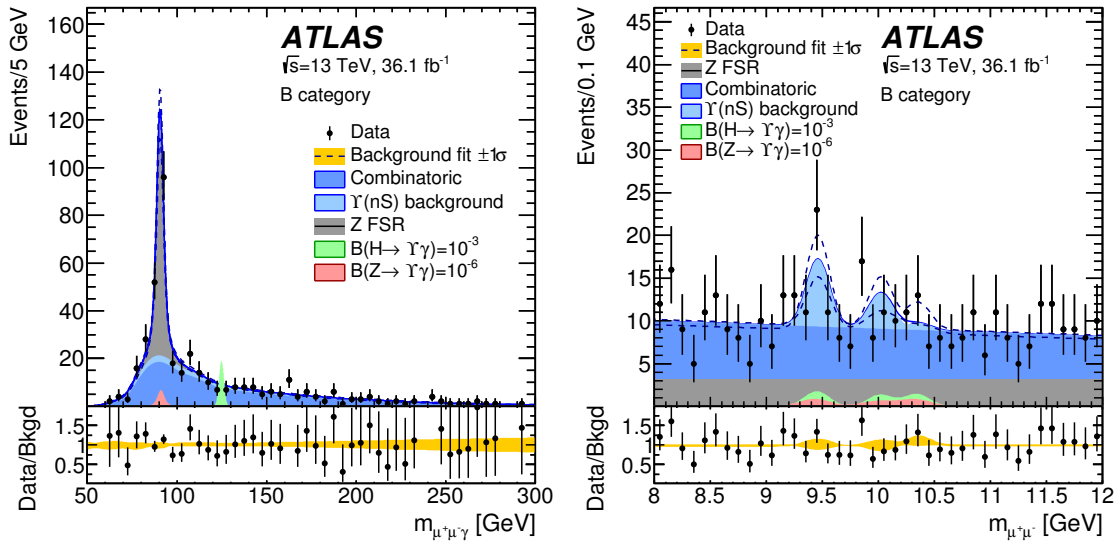 Events/5 GeV
160
140
120
100
80
60
40
20
ATLAS
√s=13 TeV, 36.1 fb⁻¹
B category
Data
Background fit ±1σ
Combinatoric
ϒ(nS) background
Z FSR
B(H→ ϒγ)=10⁻³
B(Z→ ϒγ)=10⁻⁶
Data/Bkgd
1.5
1
0.5
50 100 150 200 250 300
m_μ⁺μ⁻γ [GeV]
Events/0.1 GeV
45
40
35
30
25
20
15
10
5
Data
Background fit ±1σ
Z FSR
Combinatoric
ϒ(nS) background
B(H→ ϒγ)=10⁻³
B(Z→ ϒγ)=10⁻⁶
ATLAS
√s=13 TeV, 36.1 fb⁻¹
B category
Data/Bkgd
1.5
1
0.5
8 8.5 9 9.5 10 10.5 11 11.5 12
m_μ⁺μ⁻ [GeV]